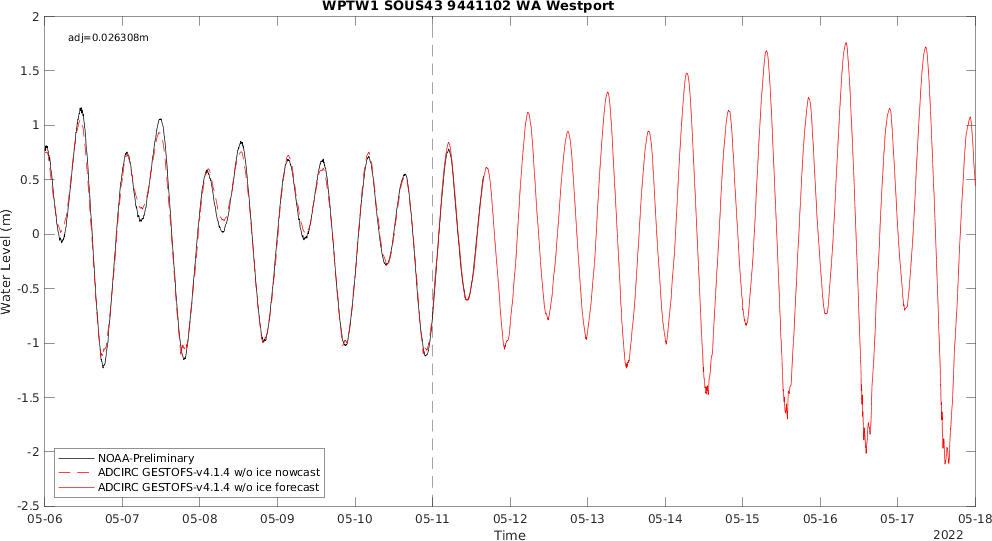 WPTW1 SOUS43 9441102 WA Westport
adj=0.026308m
2
1.5
1
0.5
0
-0.5
-1
-1.5
-2
-2.5
Water Level (m)
NOAA-Preliminary
ADCIRC GESTOFS-v4.1.4 w/o ice nowcast
ADCIRC GESTOFS-v4.1.4 w/o ice forecast
05-06 05-07 05-08 05-09 05-10 05-11 05-12 05-13 05-14 05-15 05-16 05-17 05-18
Time
2022